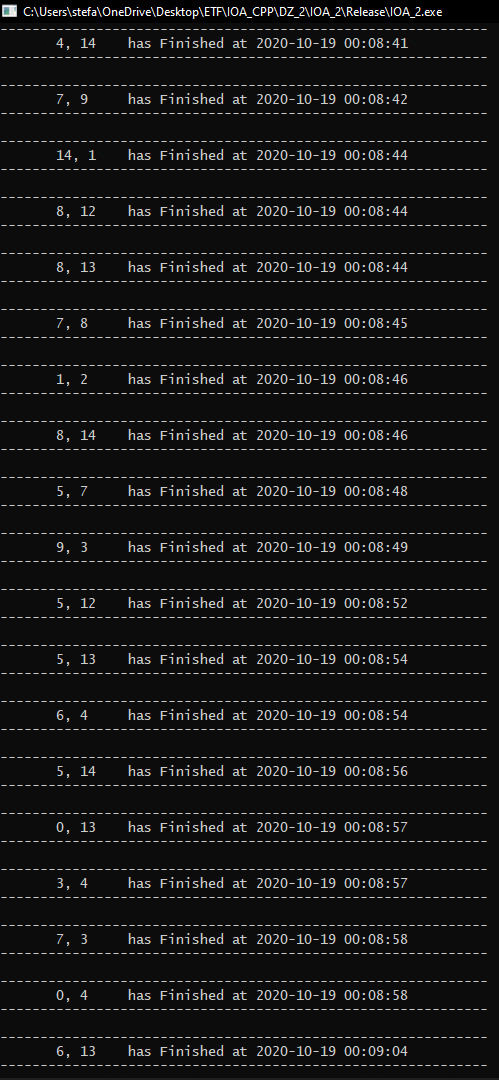 C:\Users\stefa\OneDrive\Desktop\ETF\IOA_CPP\DZ_2\IOA_2\Release\IOA_2.exe
-------------------------------------------------------------
4, 14    has Finished at 2020-10-19 00:08:41
-------------------------------------------------------------
-------------------------------------------------------------
7, 9     has Finished at 2020-10-19 00:08:42
-------------------------------------------------------------
-------------------------------------------------------------
14, 1    has Finished at 2020-10-19 00:08:44
-------------------------------------------------------------
-------------------------------------------------------------
8, 12    has Finished at 2020-10-19 00:08:44
-------------------------------------------------------------
-------------------------------------------------------------
8, 13    has Finished at 2020-10-19 00:08:44
-------------------------------------------------------------
-------------------------------------------------------------
7, 8     has Finished at 2020-10-19 00:08:45
-------------------------------------------------------------
-------------------------------------------------------------
1, 2     has Finished at 2020-10-19 00:08:46
-------------------------------------------------------------
-------------------------------------------------------------
8, 14    has Finished at 2020-10-19 00:08:46
-------------------------------------------------------------
-------------------------------------------------------------
5, 7     has Finished at 2020-10-19 00:08:48
-------------------------------------------------------------
-------------------------------------------------------------
9, 3     has Finished at 2020-10-19 00:08:49
-------------------------------------------------------------
-------------------------------------------------------------
5, 12    has Finished at 2020-10-19 00:08:52
-------------------------------------------------------------
-------------------------------------------------------------
5, 13    has Finished at 2020-10-19 00:08:54
-------------------------------------------------------------
-------------------------------------------------------------
6, 4     has Finished at 2020-10-19 00:08:54
-------------------------------------------------------------
-------------------------------------------------------------
5, 14    has Finished at 2020-10-19 00:08:56
-------------------------------------------------------------
-------------------------------------------------------------
0, 13    has Finished at 2020-10-19 00:08:57
-------------------------------------------------------------
-------------------------------------------------------------
3, 4     has Finished at 2020-10-19 00:08:57
-------------------------------------------------------------
-------------------------------------------------------------
7, 3     has Finished at 2020-10-19 00:08:58
-------------------------------------------------------------
-------------------------------------------------------------
0, 4     has Finished at 2020-10-19 00:08:58
-------------------------------------------------------------
-------------------------------------------------------------
6, 13    has Finished at 2020-10-19 00:09:04
-------------------------------------------------------------